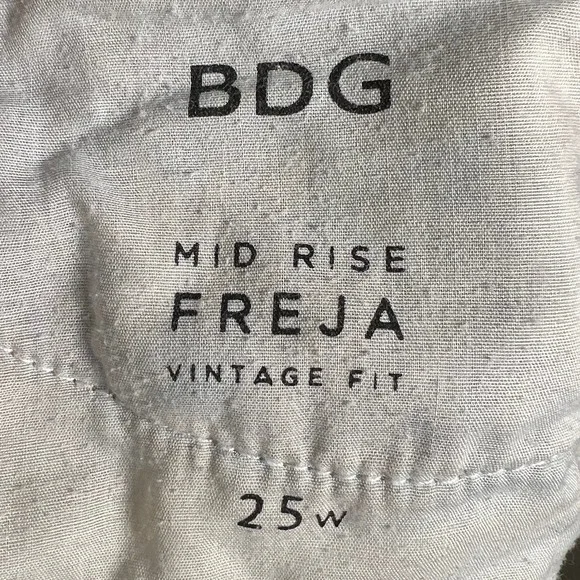 BDG
MID RISE
FREJA
VINTAGE FIT
25W